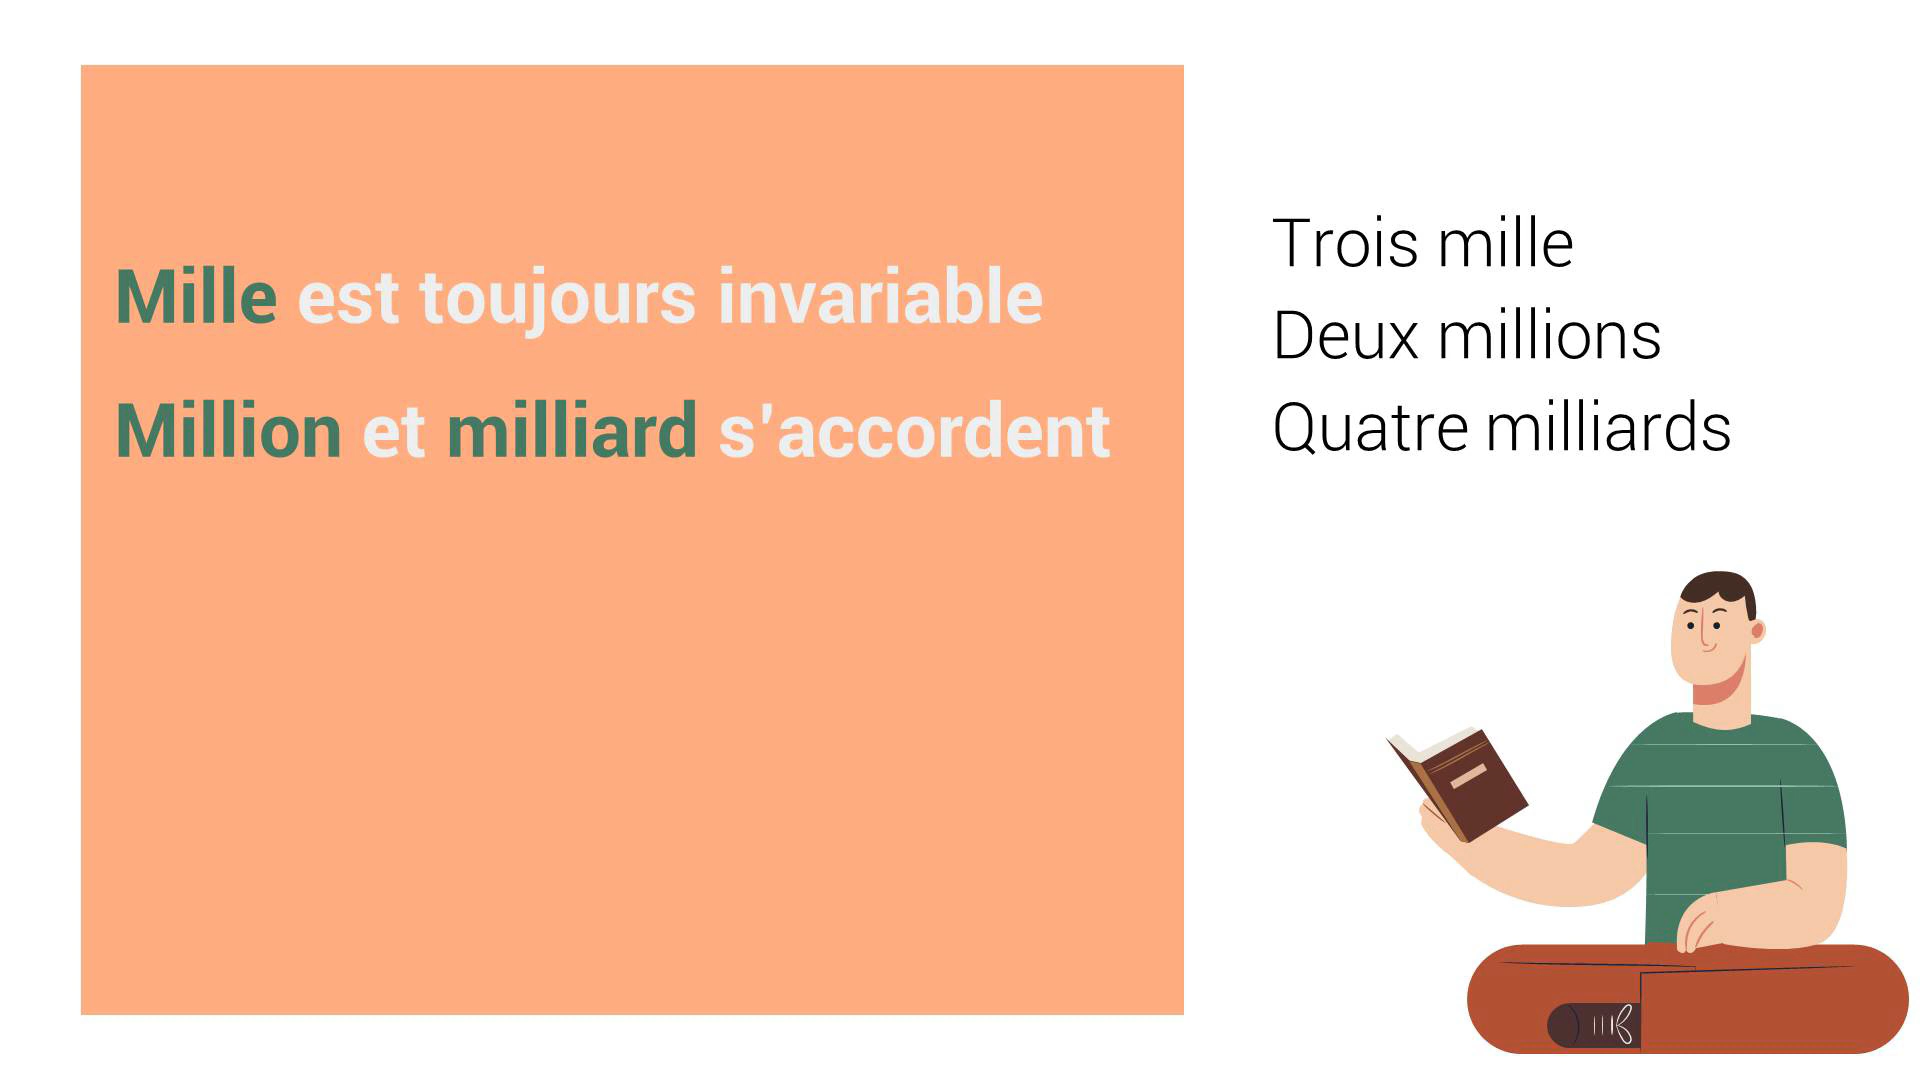 Mille est toujours invariable
Million et milliard s'accordent
Trois mille
Deux millions
Quatre milliards